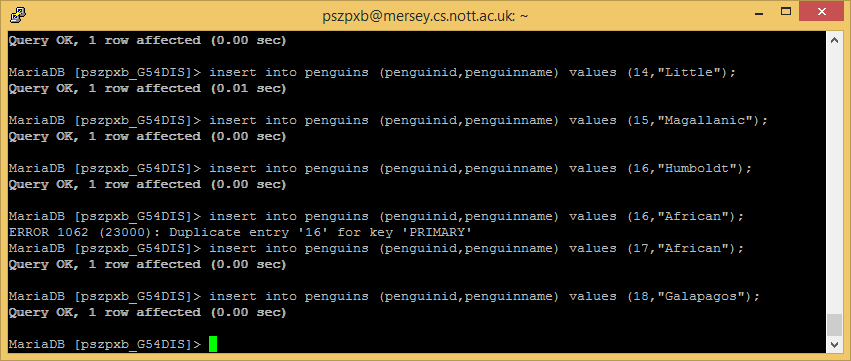 pszpxb@mersey.cs.nott.ac.uk: ~
Query OK, 1 row affected (0.00 sec)
MariaDB [pszpxb_G54DIS]> insert into penguins (penguinid,penguinname) values (14,"Little");
Query OK, 1 row affected (0.01 sec)
MariaDB [pszpxb_G54DIS]> insert into penguins (penguinid,penguinname) values (15,"Magallanic");
Query OK, 1 row affected (0.00 sec)
MariaDB [pszpxb_G54DIS]> insert into penguins (penguinid,penguinname) values (16,"Humboldt");
Query OK, 1 row affected (0.00 sec)
MariaDB [pszpxb_G54DIS]> insert into penguins (penguinid,penguinname) values (16,"African");
ERROR 1062 (23000): Duplicate entry '16' for key 'PRIMARY'
MariaDB [pszpxb_G54DIS]> insert into penguins (penguinid,penguinname) values (17,"African");
Query OK, 1 row affected (0.00 sec)
MariaDB [pszpxb_G54DIS]> insert into penguins (penguinid,penguinname) values (18,"Galapagos");
Query OK, 1 row affected (0.00 sec)
MariaDB [pszpxb_G54DIS]>